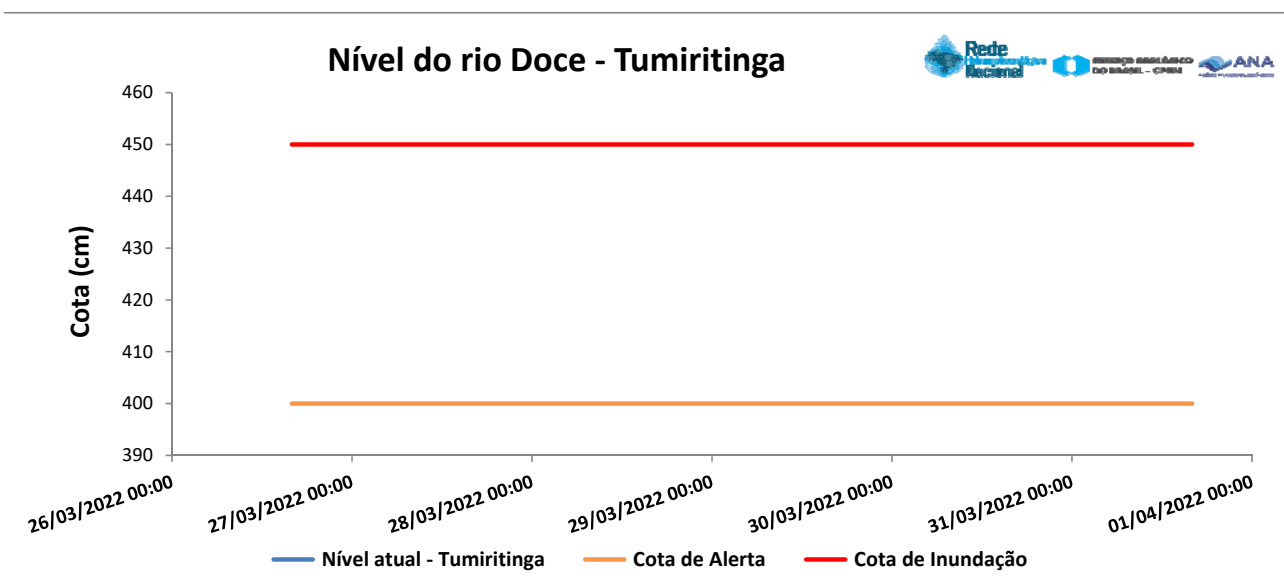 Nível do rio Doce - Tumiritinga
Rede
Nacional
DO BRASIL - CPRM
ANA
460
450
440
430
420
410
400
390
Cota (cm)
26/03/2022 00:00
27/03/2022 00:00
28/03/2022 00:00
29/03/2022 00:00
30/03/2022 00:00
31/03/2022 00:00
01/04/2022 00:00
Nível atual - Tumiritinga
Cota de Alerta
Cota de Inundação